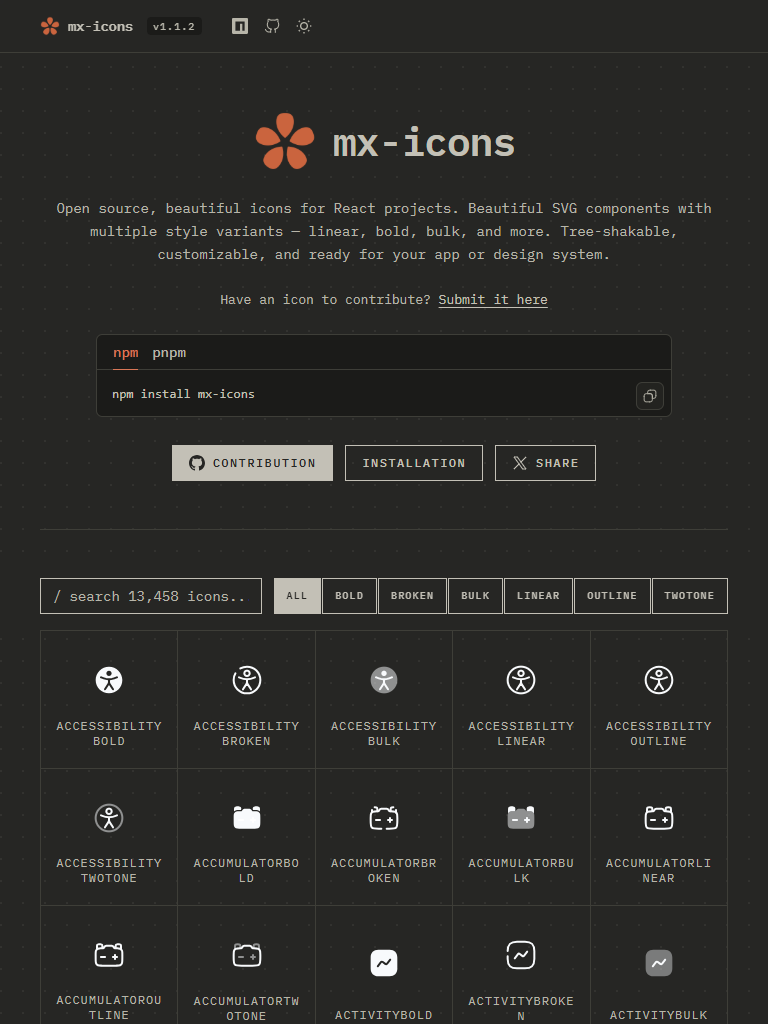 mx-icons v1.1.2
mx-icons
Open source, beautiful icons for React projects. Beautiful SVG components with
multiple style variants — linear, bold, bulk, and more. Tree-shakable,
customizable, and ready for your app or design system.
Have an icon to contribute? Submit it here
npm pnpm
npm install mx-icons
CONTRIBUTION INSTALLATION SHARE
/ search 13,458 icons.. ALL BOLD BROKEN BULK LINEAR OUTLINE TWOTONE
ACCESSIBILITY
BOLD
ACCESSIBILITY
BROKEN
ACCESSIBILITY
BULK
ACCESSIBILITY
LINEAR
ACCESSIBILITY
OUTLINE
ACCESSIBILITY
TWOTONE
ACCUMULATORBO
LD
ACCUMULATORBR
OKEN
ACCUMULATORBU
LK
ACCUMULATORLI
NEAR
ACCUMULATOROU
TLINE
ACCUMULATORTW
OTONE
ACTIVITYBOLD
ACTIVITYBROKE
N
ACTIVITYBULK